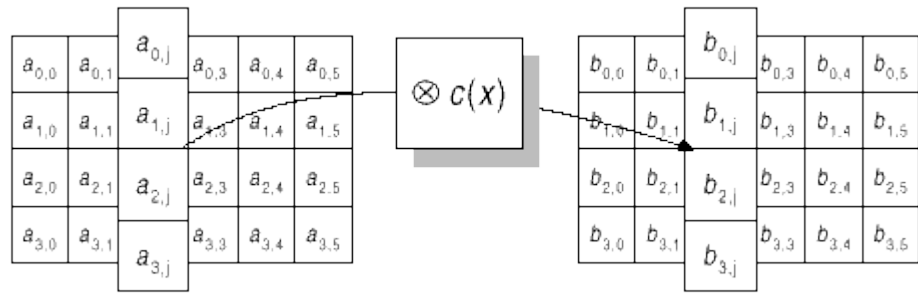 a0,j b0,j
a0,0 a0,1 a0,3 a0,4 a0,5 ⊗ c(x) b0,0 b0,1 b0,3 b0,4 b0,5
a1,j b1,j
a1,0 a1,1 a1,3 a1,4 a1,5 b1,0 b1,1 b1,3 b1,4 b1,5
a2,j b2,j
a2,0 a2,1 a2,3 a2,4 a2,5 b2,0 b2,1 b2,3 b2,4 b2,5
a3,j b3,j
a3,0 a3,1 a3,3 a3,4 a3,5 b3,0 b3,1 b3,3 b3,4 b3,5